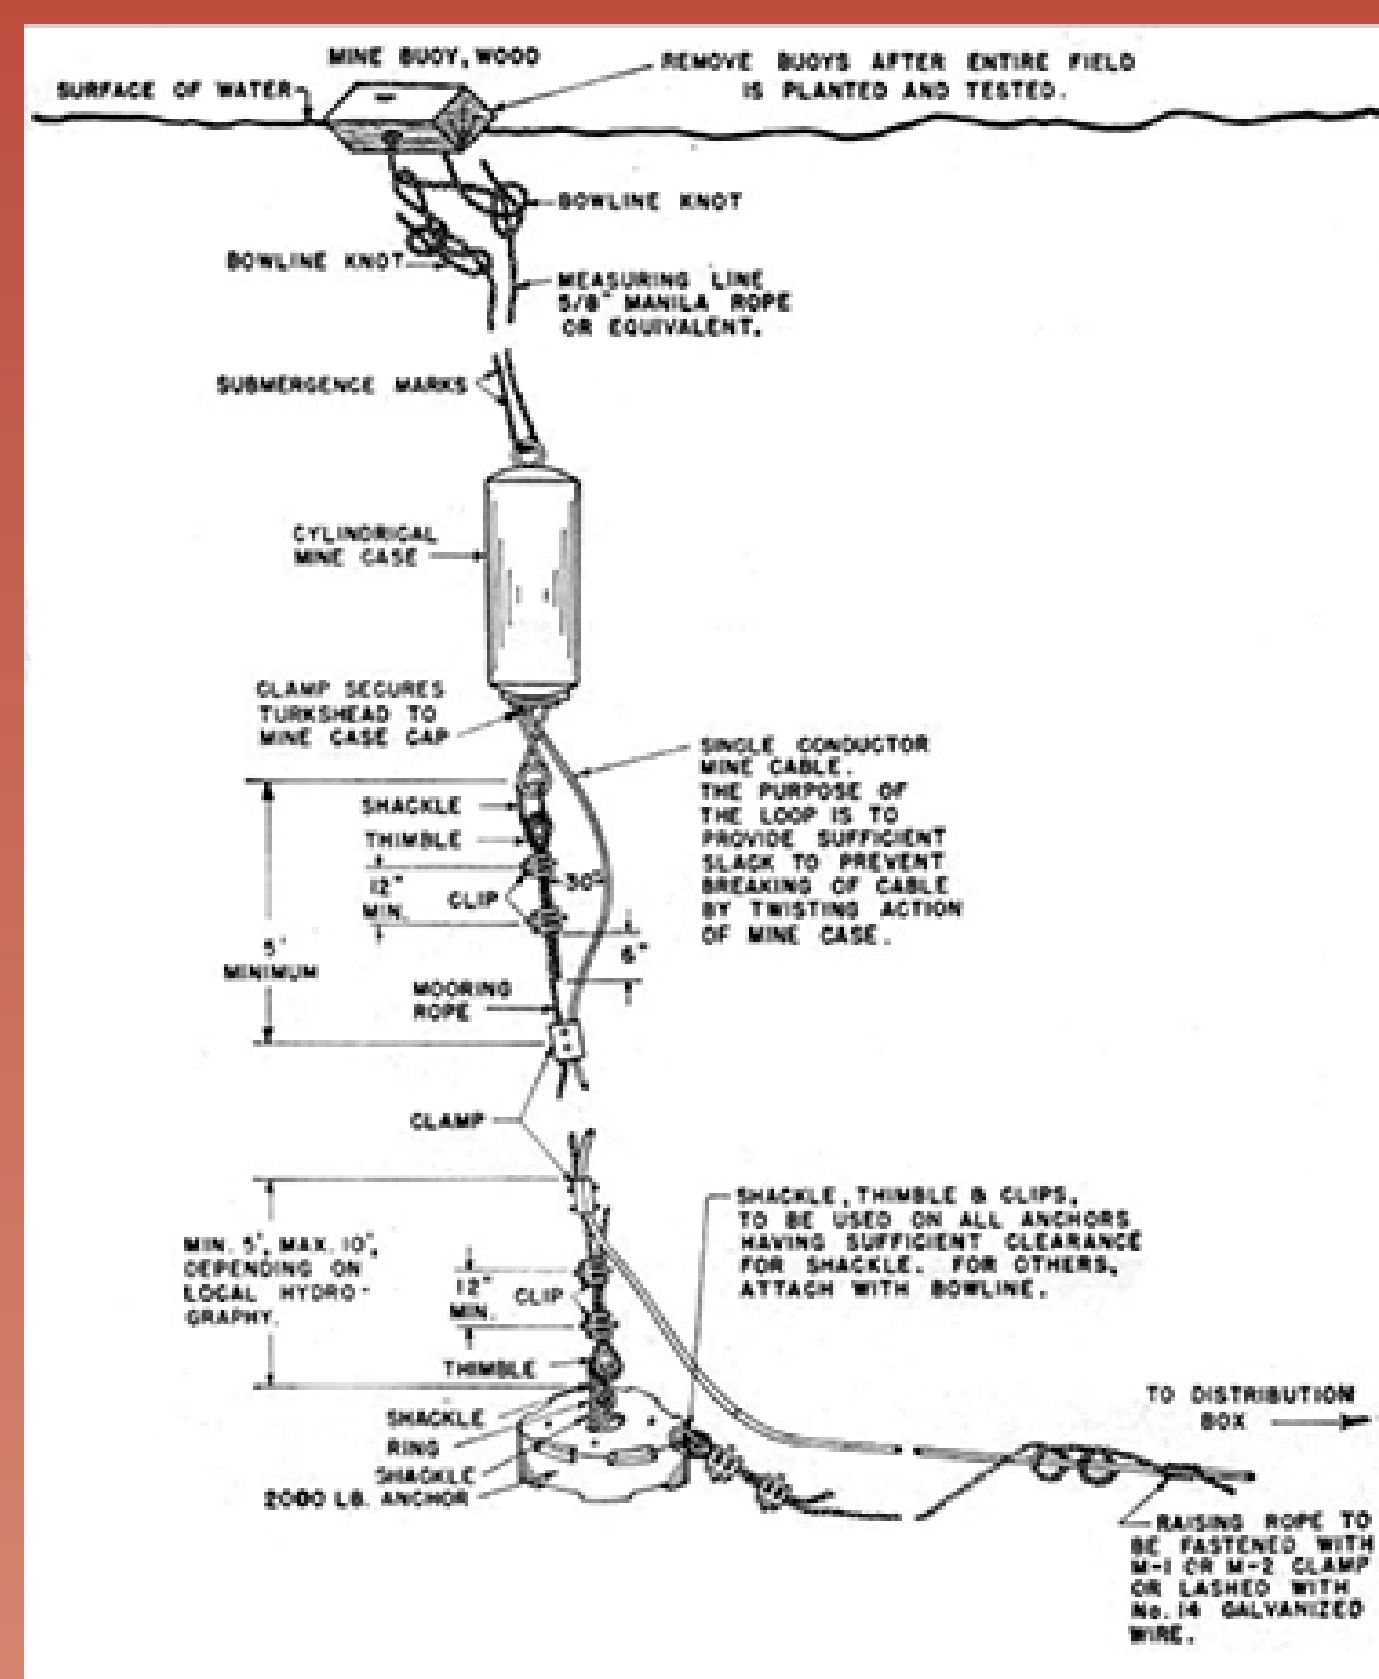 MINE BUOY, WOOD
REMOVE BUOYS AFTER ENTIRE FIELD
IS PLANTED AND TESTED.
SURFACE OF WATER
BOWLINE KNOT
BOWLINE KNOT
MEASURING LINE
5/8" MANILA ROPE
OR EQUIVALENT.
SUBMERGENCE MARKS
CYLINDRICAL
MINE CASE
CLAMP SECURES
TURKSHEAD TO
MINE CASE CAP
SINGLE CONDUCTOR
MINE CABLE.
THE PURPOSE OF
THE LOOP IS TO
PROVIDE SUFFICIENT
SLACK TO PREVENT
BREAKING OF CABLE
BY TWISTING ACTION
OF MINE CASE.
SHACKLE
THIMBLE
12"
MIN.
CLIP
30"
6"
5'
MINIMUM
MOORING
ROPE
CLAMP
SHACKLE, THIMBLE & CLIPS,
TO BE USED ON ALL ANCHORS
HAVING SUFFICIENT CLEARANCE
FOR SHACKLE. FOR OTHERS,
ATTACH WITH BOWLINE.
MIN. 5', MAX. 10',
DEPENDING ON
LOCAL HYDRO-
GRAPHY.
12"
MIN.
CLIP
THIMBLE
SHACKLE
RING
SHACKLE
2000 LB. ANCHOR
TO DISTRIBUTION
BOX
RAISING ROPE TO
BE FASTENED WITH
M-1 OR M-2 CLAMP
OR LASHED WITH
No. 14 GALVANIZED
WIRE.